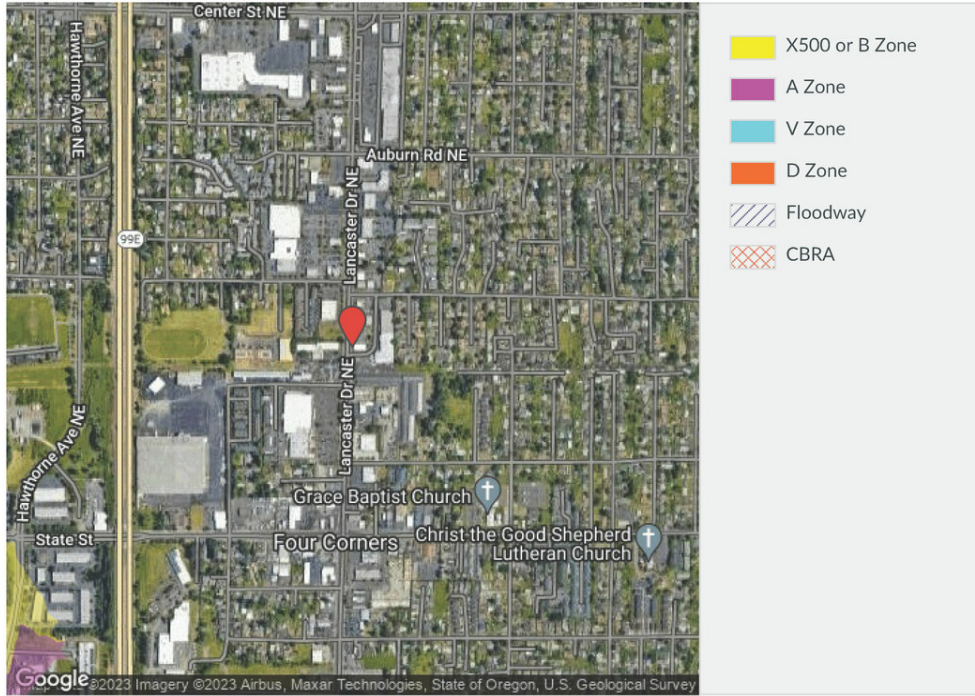 Center St NE
Hawthorne Ave NE
Auburn Rd NE
Lancaster Dr NE
99E
Lancaster Dr NE
Hawthorne Ave NE
Grace Baptist Church
State St
Four Corners
Christ the Good Shepherd
Lutheran Church
Google
©2023 Imagery ©2023 Airbus, Maxar Technologies, State of Oregon, U.S. Geological Survey
X500 or B Zone
A Zone
V Zone
D Zone
Floodway
CBRA